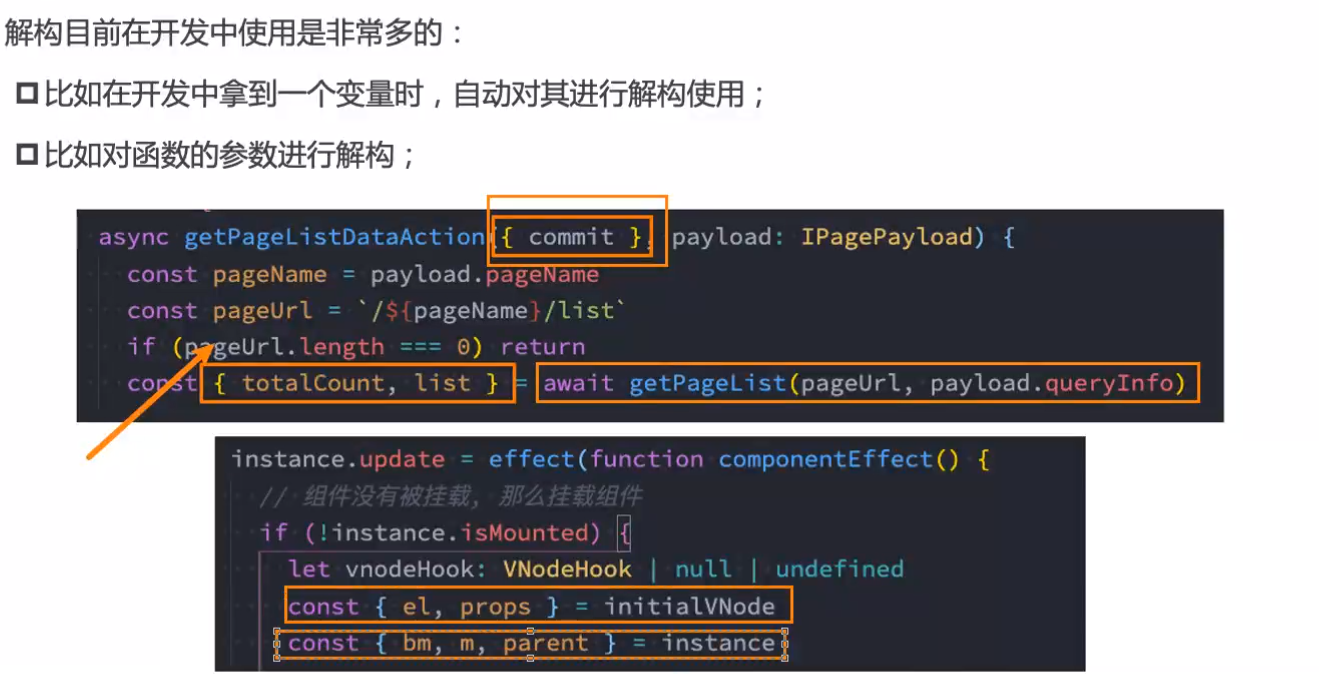 解构目前在开发中使用是非常多的：
比如在开发中拿到一个变量时，自动对其进行解构使用；
比如对函数的参数进行解构；
async getPageListDataAction({ commit }, payload: IPagePayload) {
const pageName = payload.pageName
const pageUrl = `/${pageName}/list`
if (pageUrl.length === 0) return
const { totalCount, list } = await getPageList(pageUrl, payload.queryInfo)
instance.update = effect(function componentEffect() {
// 组件没有被挂载, 那么挂载组件
if (!instance.isMounted) {
let vnodeHook: VNodeHook | null | undefined
const { el, props } = initialVNode
const { bm, m, parent } = instance